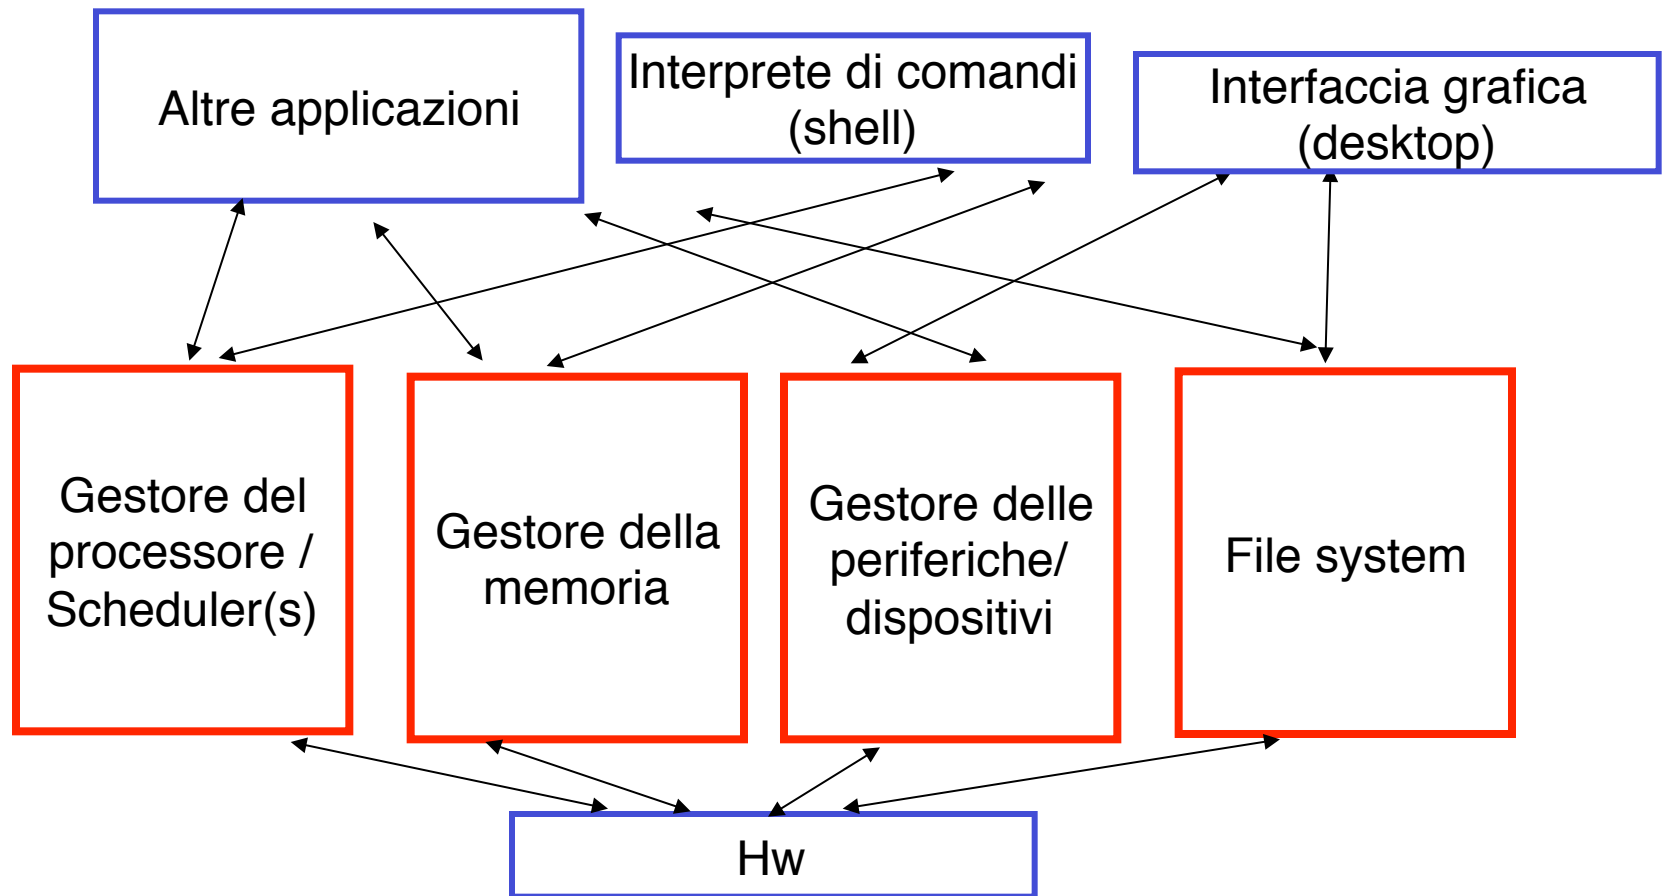 Altre applicazioni
Interprete di comandi
(shell)
Interfaccia grafica
(desktop)
Gestore del
processore /
Scheduler(s)
Gestore della
memoria
Gestore delle
periferiche/
dispositivi
File system
Hw